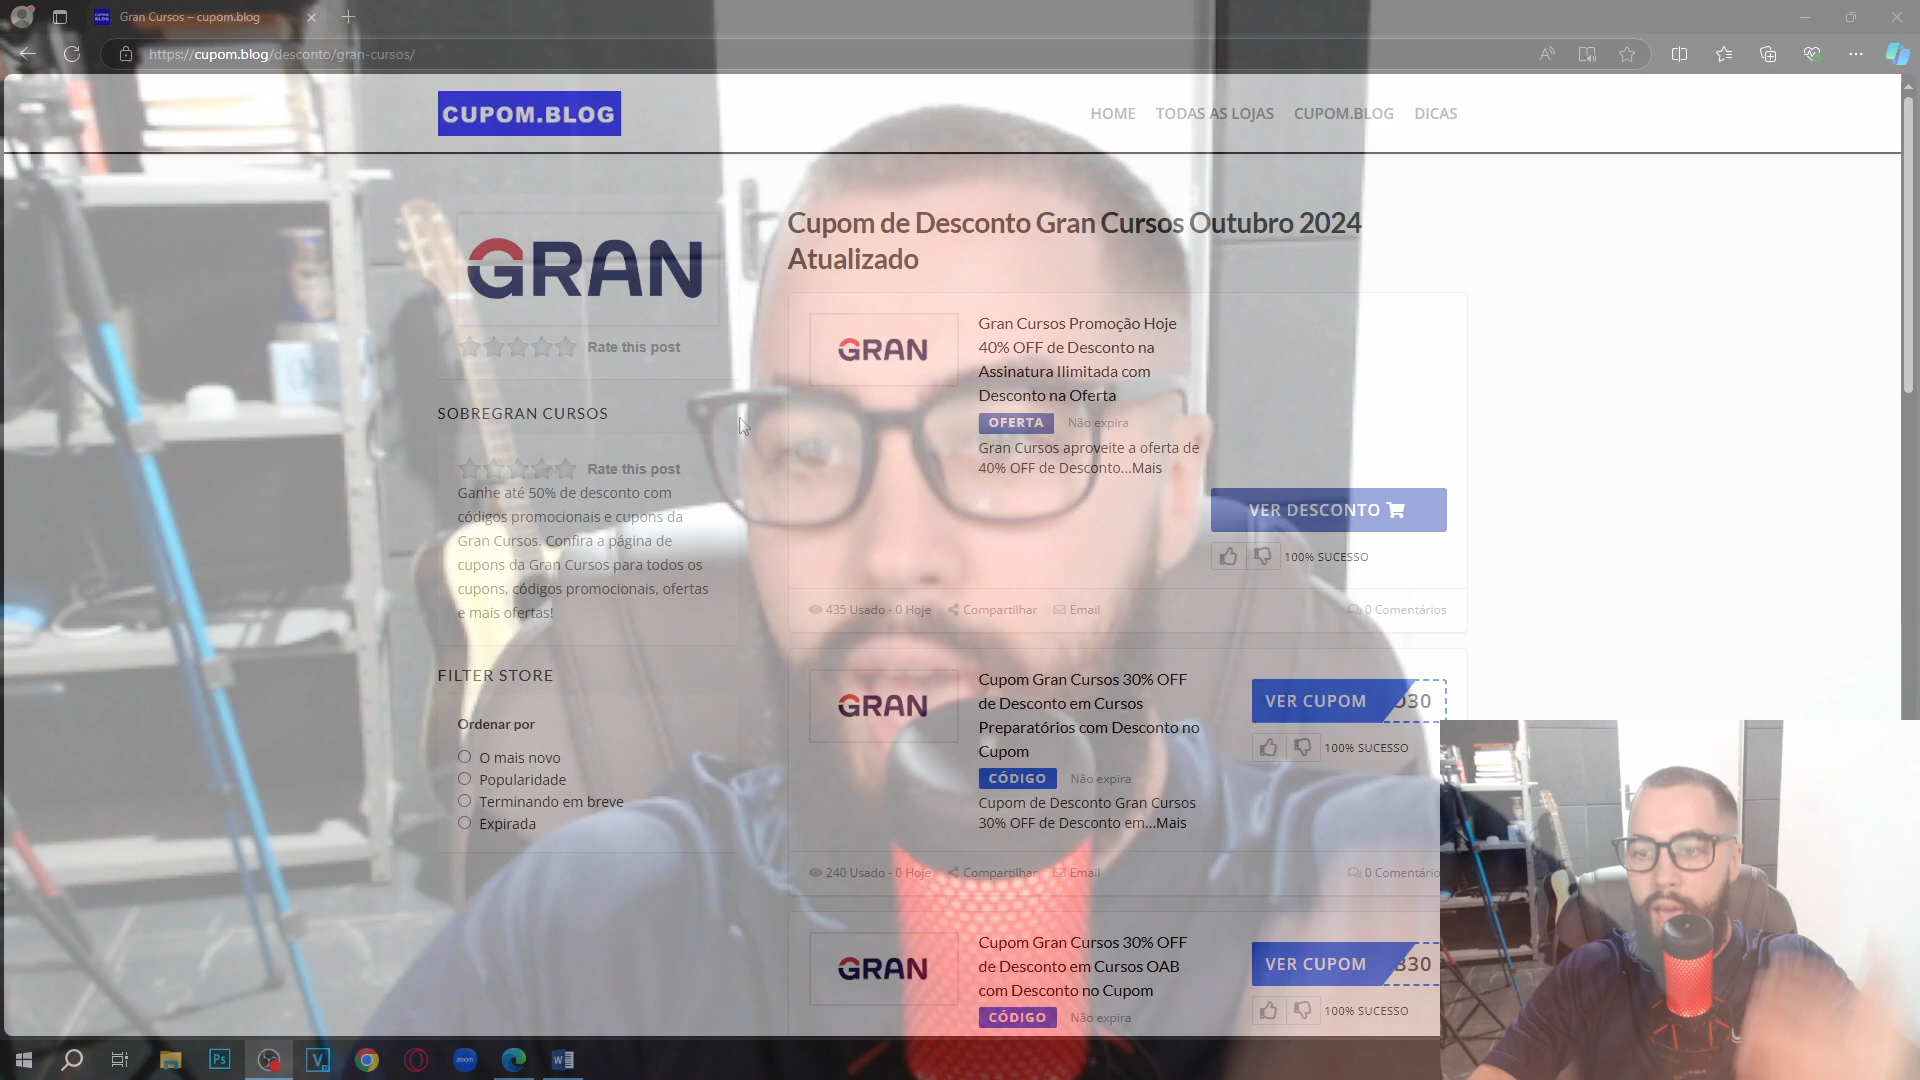 Gran Cursos – cupom.blog
https://cupom.blog/desconto/gran-cursos/
CUPOM.BLOG
HOME TODAS AS LOJAS CUPOM.BLOG DICAS
GRAN
Rate this post
SOBREGRAN CURSOS
Rate this post
Ganhe até 50% de desconto com
códigos promocionais e cupons da
Gran Cursos. Confira a página de
cupons da Gran Cursos para todos os
cupons, códigos promocionais, ofertas
e mais ofertas!
FILTER STORE
Ordenar por
O mais novo
Popularidade
Terminando em breve
Expirada
Cupom de Desconto Gran Cursos Outubro 2024
Atualizado
GRAN
Gran Cursos Promoção Hoje
40% OFF de Desconto na
Assinatura Ilimitada com
Desconto na Oferta
OFERTA Não expira
Gran Cursos aproveite a oferta de
40% OFF de Desconto...Mais
VER DESCONTO
100% SUCESSO
435 Usado - 0 Hoje Compartilhar Email 0 Comentários
GRAN
Cupom Gran Cursos 30% OFF
de Desconto em Cursos
Preparatórios com Desconto no
Cupom
CÓDIGO Não expira
Cupom de Desconto Gran Cursos
30% OFF de Desconto em...Mais
VER CUPOM O30
100% SUCESSO
240 Usado - 0 Hoje Compartilhar Email 0 Comentário
GRAN
Cupom Gran Cursos 30% OFF
de Desconto em Cursos OAB
com Desconto no Cupom
CÓDIGO Não expira
VER CUPOM B30
100% SUCESSO
Ps
V
zoom
W